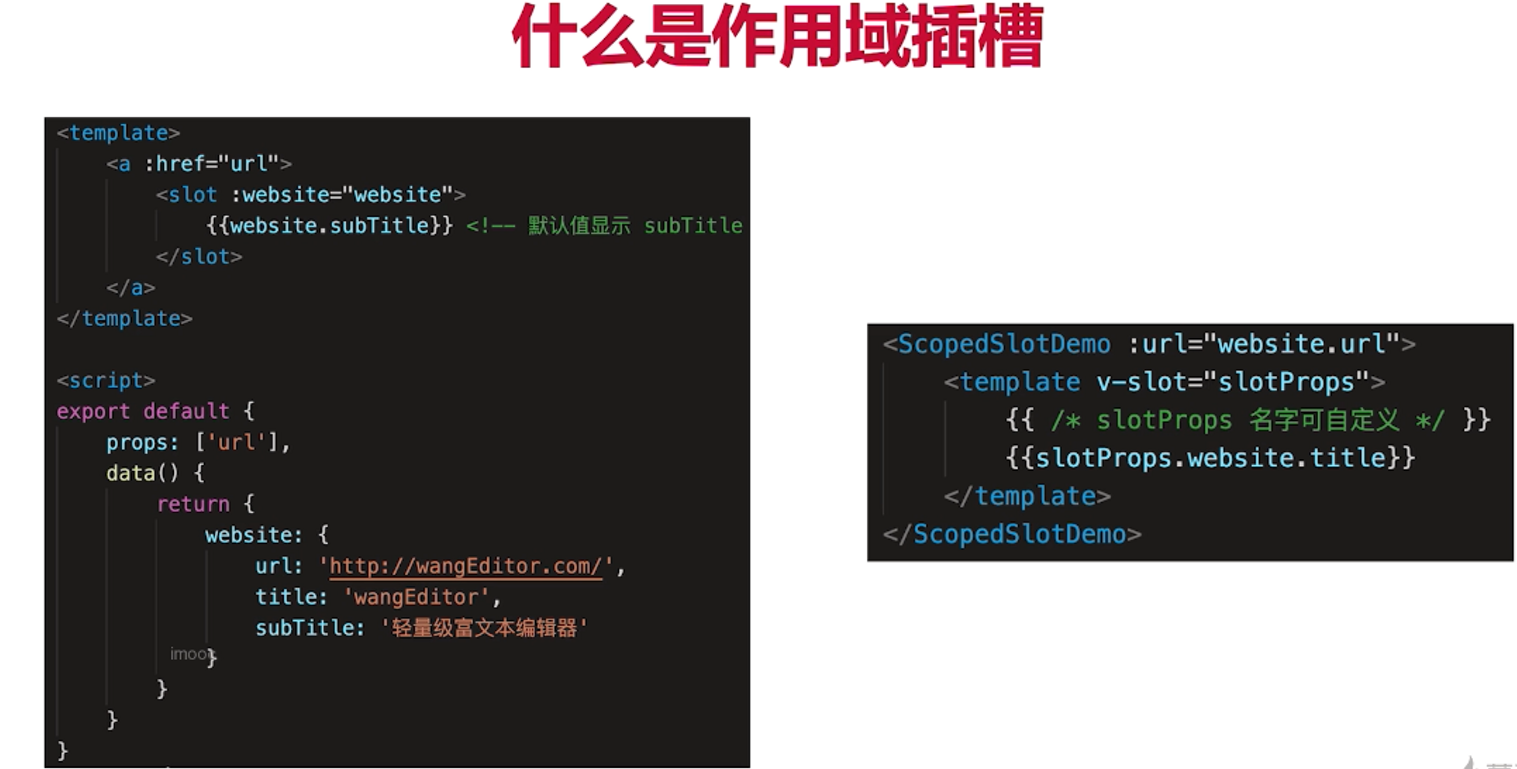 什么是作用域插槽
<template>
<a :href="url">
<slot :website="website">
{{website.subTitle}} <!-- 默认值显示 subTitle
</slot>
</a>
</template>
<script>
export default {
props: ['url'],
data() {
return {
website: {
url: 'http://wangEditor.com/',
title: 'wangEditor',
subTitle: '轻量级富文本编辑器'
imooc
}
}
}
}
<ScopedSlotDemo :url="website.url">
<template v-slot="slotProps">
{{ /* slotProps 名字可自定义 */ }}
{{slotProps.website.title}}
</template>
</ScopedSlotDemo>